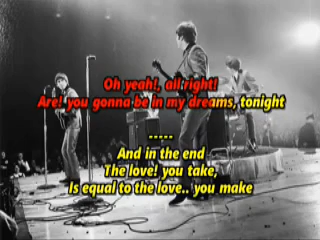 Oh yeah!, all right!
Are! you gonna be in my dreams, tonight
-----
And in the end
The love! you take,
Is equal to the love.. you make